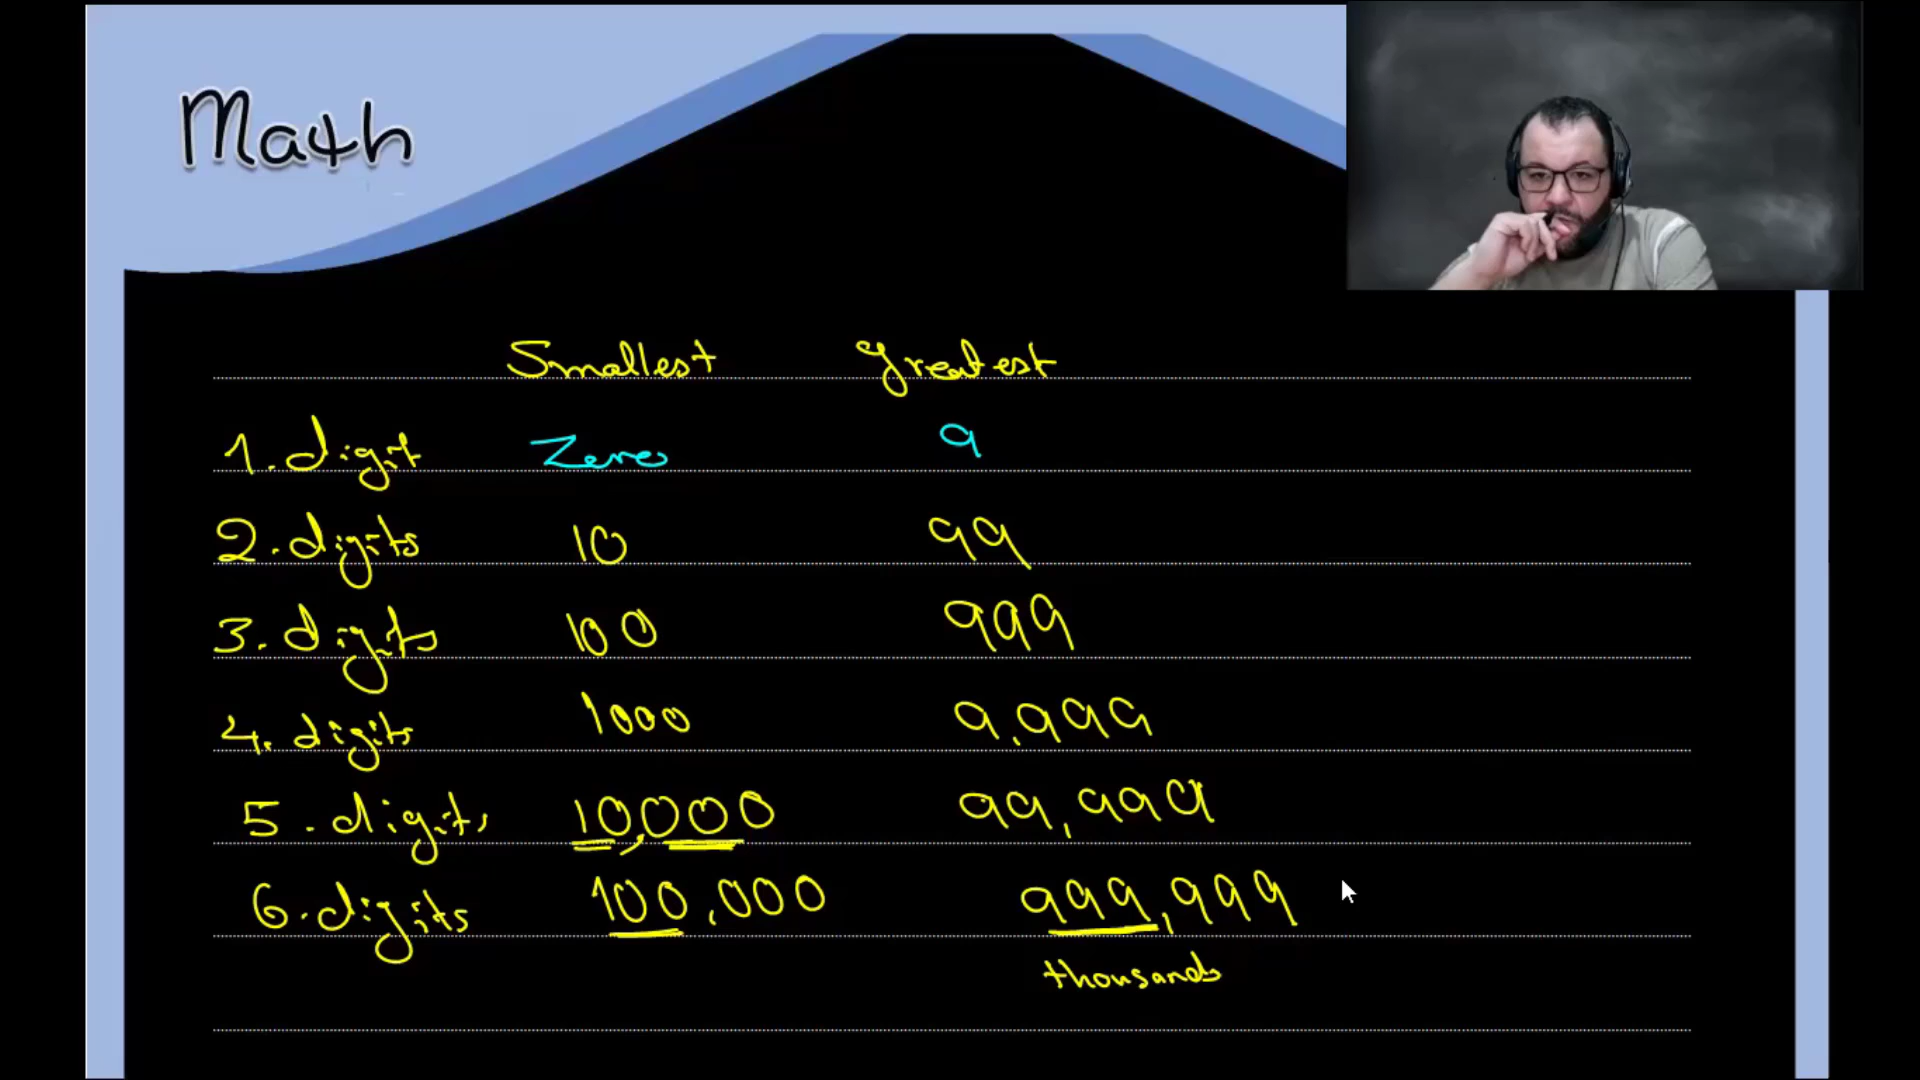 Math
Smallest greatest
1. digit Zero 9
2. digits 10 99
3. digits 100 999
4. digits 1000 9,999
5. digits 10,000 99,999
6. digits 100,000 999,999
thousands